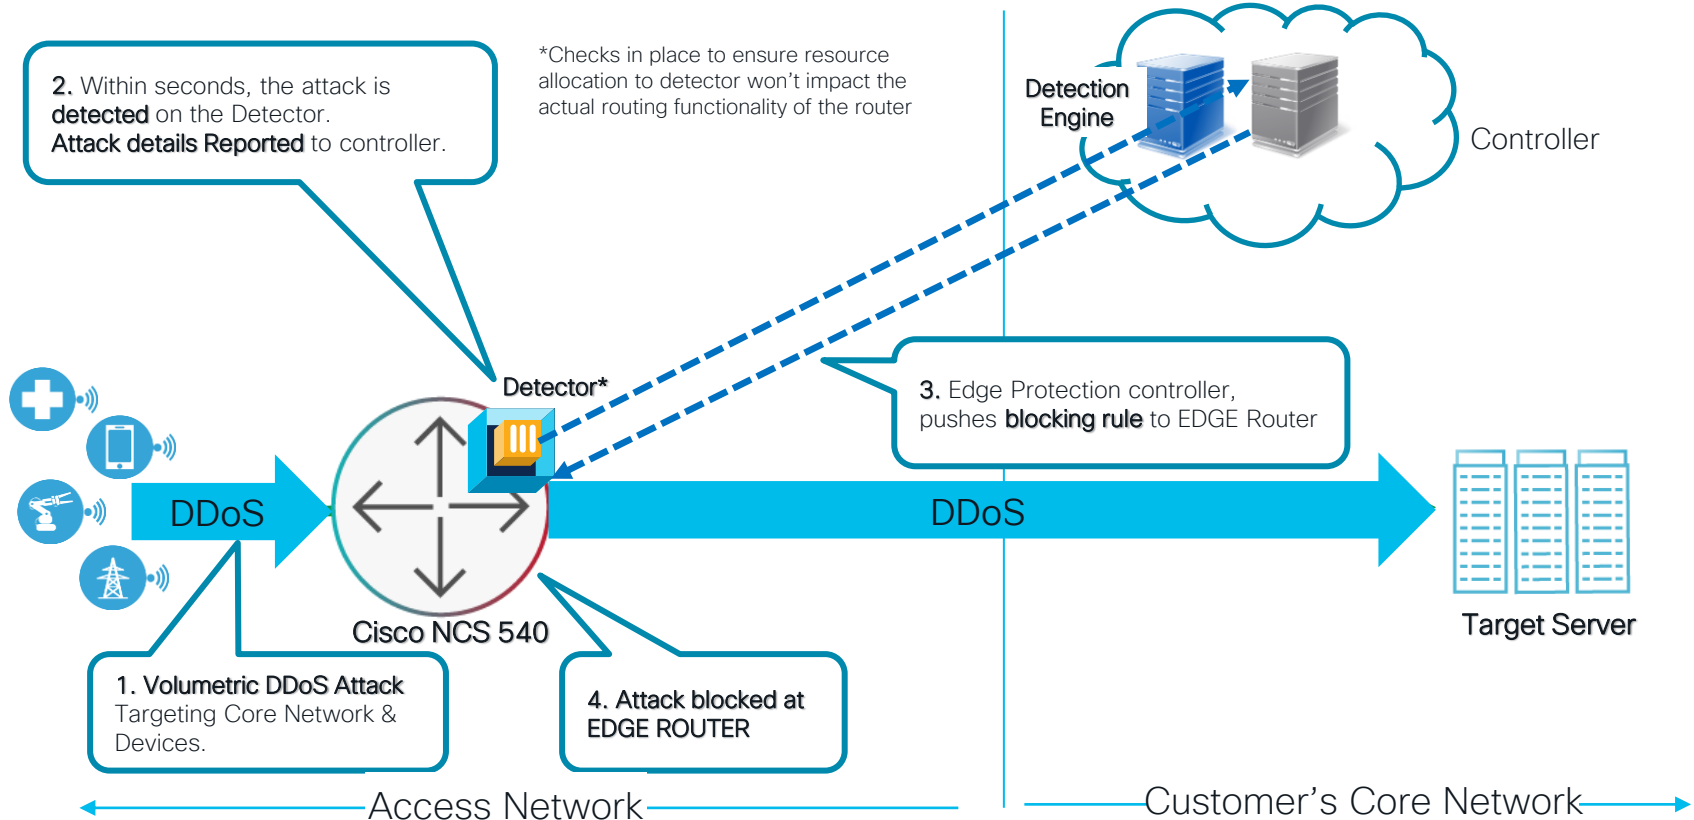 2. Within seconds, the attack is
detected on the Detector.
Attack details Reported to controller.
*Checks in place to ensure resource
allocation to detector won't impact the
actual routing functionality of the router
Detection
Engine
Controller
Detector*
3. Edge Protection controller,
pushes blocking rule to EDGE Router
DDoS
DDoS
Cisco NCS 540
Target Server
1. Volumetric DDoS Attack
Targeting Core Network &
Devices.
4. Attack blocked at
EDGE ROUTER
Access Network
Customer's Core Network